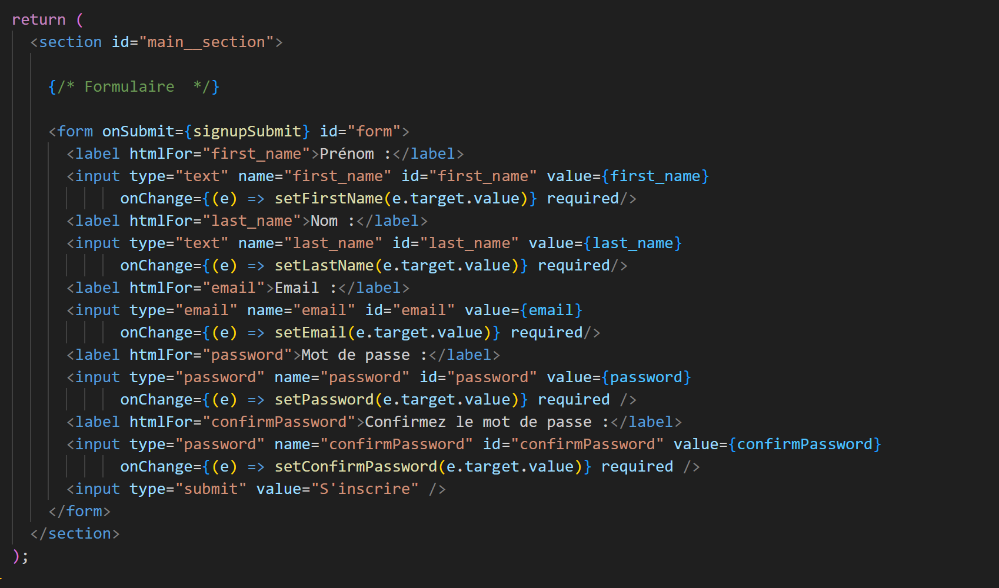 return (
<section id="main__section">
{/* Formulaire  */}
<form onSubmit={signupSubmit} id="form">
<label htmlFor="first_name">Prénom :</label>
<input type="text" name="first_name" id="first_name" value={first_name}
onChange={(e) => setFirstName(e.target.value)} required/>
<label htmlFor="last_name">Nom :</label>
<input type="text" name="last_name" id="last_name" value={last_name}
onChange={(e) => setLastName(e.target.value)} required/>
<label htmlFor="email">Email :</label>
<input type="email" name="email" id="email" value={email}
onChange={(e) => setEmail(e.target.value)} required/>
<label htmlFor="password">Mot de passe :</label>
<input type="password" name="password" id="password" value={password}
onChange={(e) => setPassword(e.target.value)} required />
<label htmlFor="confirmPassword">Confirmez le mot de passe :</label>
<input type="password" name="confirmPassword" id="confirmPassword" value={confirmPassword}
onChange={(e) => setConfirmPassword(e.target.value)} required />
<input type="submit" value="S'inscrire" />
</form>
</section>
);